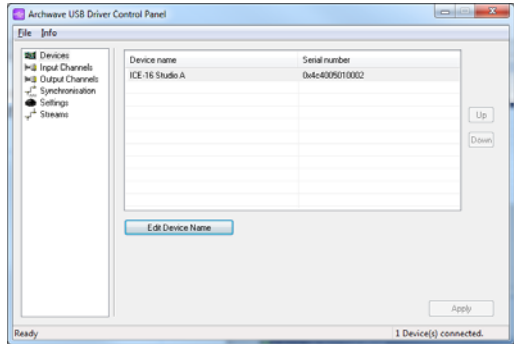 Archwave USB Driver Control Panel
File Info
Devices
Input Channels
Output Channels
Synchronisation
Settings
Streams
Device name Serial number
ICE-16 Studio A 0x4c4005010002
Up
Down
Edit Device Name
Apply
Ready 1 Device(s) connected.